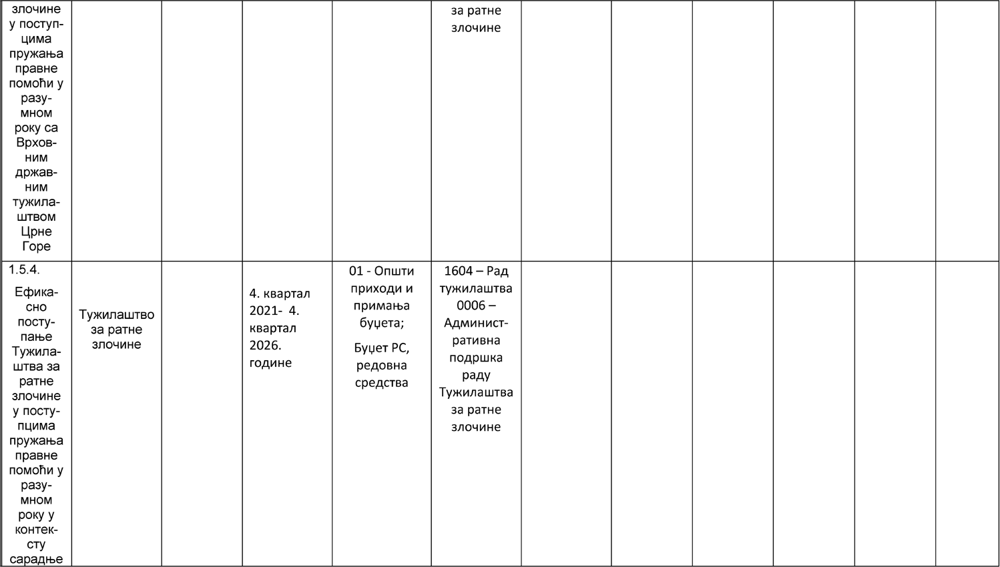 злочине
у поступ-
цима
пружања
правне
помоћи у
разу-
мном
року са
Врхов-
ним
држав-
ним
тужила-
штвом
Црне
Горе
за ратне
злочине
1.5.4.
Ефика-
сно
посту-
пање
Тужила-
штва за
ратне
злочине
у посту-
пцима
пружања
правне
помоћи у
разу-
мном
року у
контек-
сту
сарадње
Тужилаштво
за ратне
злочине
4. квартал
2021- 4.
квартал
2026.
године
01 - Општи
приходи и
примања
буџета;
Буџет РС,
редовна
средства
1604 – Рад
тужилаштва
0006 –
Админист-
ративна
подршка
раду
Тужилаштва
за ратне
злочине